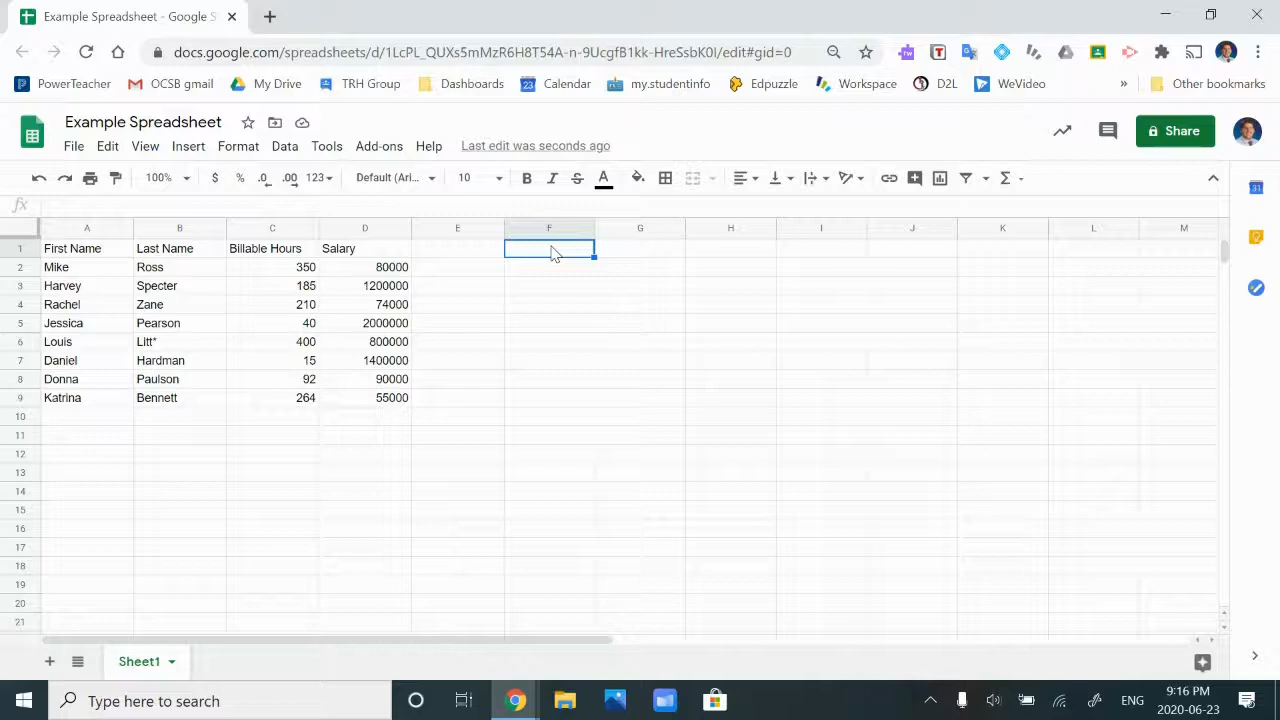 Example Spreadsheet - Google S
docs.google.com/spreadsheets/d/1LcPL_QUXs5mMzR6H8T54A-n-9UcgfB1kk-HreSsbK0I/edit#gid=0
PowerTeacher OCSB gmail My Drive TRH Group Dashboards Calendar my.studentinfo Edpuzzle Workspace D2L WeVideo » Other bookmarks
Example Spreadsheet
Share
File Edit View Insert Format Data Tools Add-ons Help Last edit was seconds ago
100% $ % .0 .00 123 Default (Ari... 10 B I S A Σ
fx
A B C D E F G H I J K L M
1 First Name Last Name Billable Hours Salary
2 Mike Ross 350 80000
3 Harvey Specter 185 1200000
4 Rachel Zane 210 74000
5 Jessica Pearson 40 2000000
6 Louis Litt* 400 800000
7 Daniel Hardman 15 1400000
8 Donna Paulson 92 90000
9 Katrina Bennett 264 55000
10
11
12
13
14
15
16
17
18
19
20
21
Sheet1
Type here to search
ENG
9:16 PM
2020-06-23